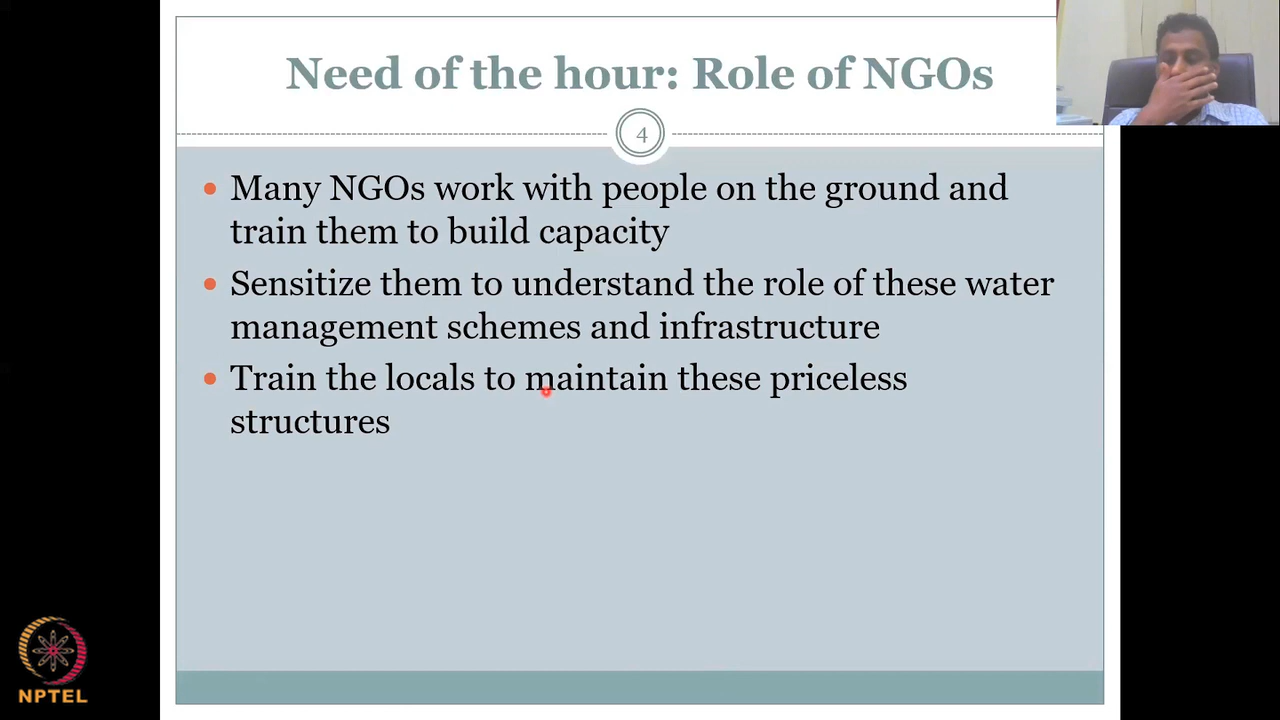 Need of the hour: Role of NGOs
4
• Many NGOs work with people on the ground and
train them to build capacity
• Sensitize them to understand the role of these water
management schemes and infrastructure
• Train the locals to maintain these priceless
structures
NPTEL